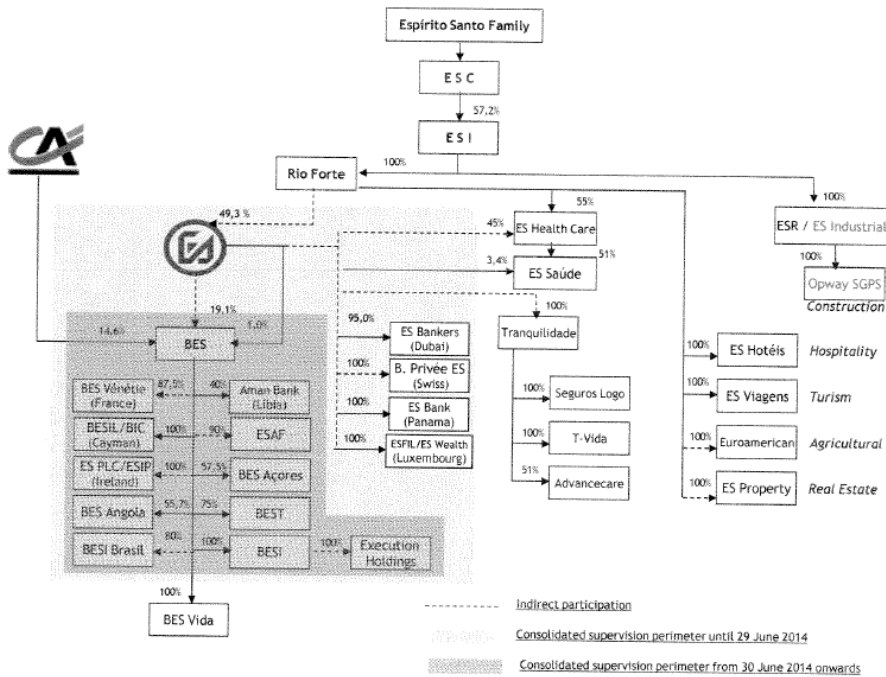 Espírito Santo Family
E S C
57,2%
E S I
100%
Rio Forte
100%
49,3 %
55%
45%
ES Health Care
ESR / ES Industrial
51%
3,4%
ES Saúde
100%
Opway SGPS
Construction
19,1%
1,0%
14,6%
BES
100%
Tranquilidade
95,0%
ES Bankers
(Dubai)
100%
B. Privée ES
(Swiss)
100%
ES Bank
(Panama)
100%
ESFIL/ES Wealth
(Luxembourg)
100%
ES Hotéis
Hospitality
100%
ES Viagens
Turism
100%
Euroamerican
Agricultural
100%
ES Property
Real Estate
100%
Seguros Logo
100%
T-Vida
51%
Advancecare
BES Vénétie
(France)
87,5%
40%
Aman Bank
(Líbia)
BESIL/BIC
(Cayman)
100%
90%
ESAF
ES PLC/ESIP
(Ireland)
100%
57,5%
BES Açores
BES Angola
55,7%
75%
BEST
BESI Brasil
80%
100%
BESI
100%
Execution
Holdings
100%
BES Vida
Indirect participation
Consolidated supervision perimeter until 29 June 2014
Consolidated supervision perimeter from 30 June 2014 onwards